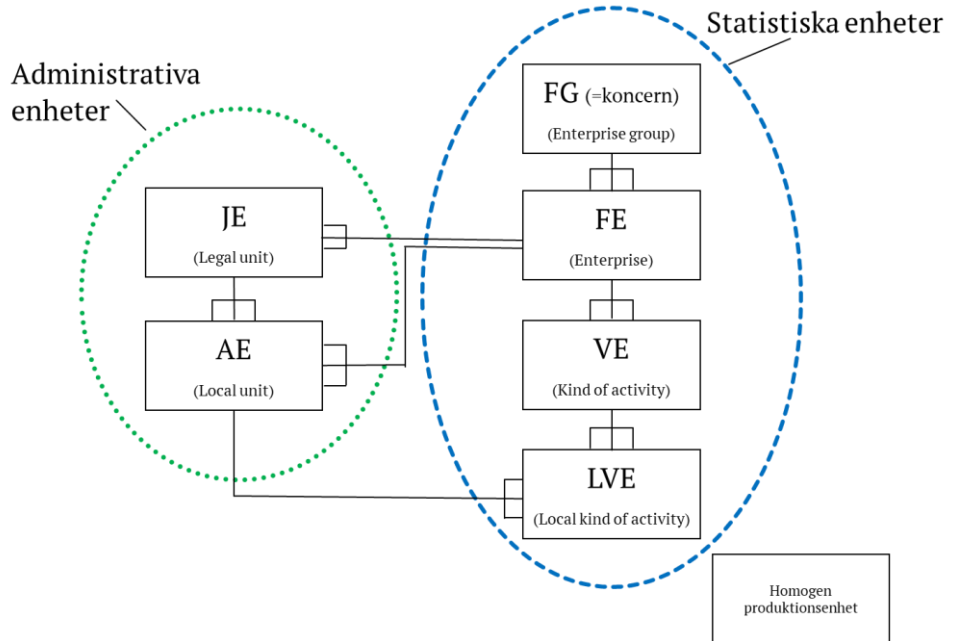 Statistiska enheter
Administrativa
enheter
FG (=koncern)
(Enterprise group)
JE
(Legal unit)
FE
(Enterprise)
AE
(Local unit)
VE
(Kind of activity)
LVE
(Local kind of activity)
Homogen
produktionsenhet